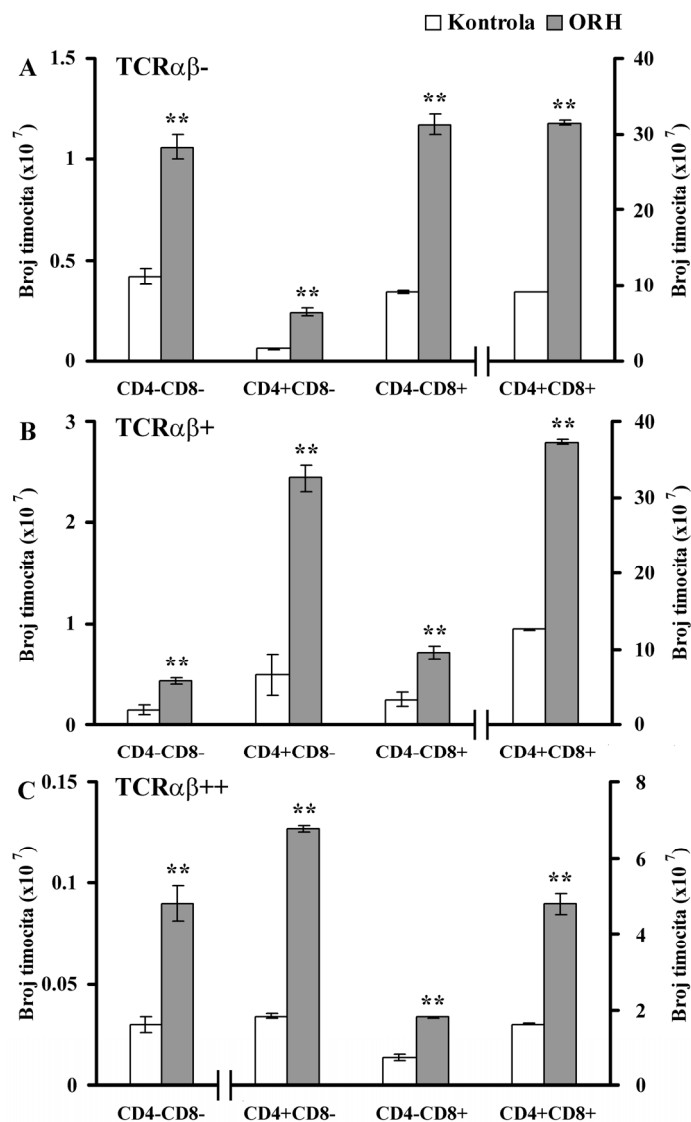 Kontrola ORH
A TCRαβ-
Broj timocita (x10 7)
1.5
1
0.5
0
** ** ** **
40
30
20
10
0
Broj timocita (x10 7)
CD4-CD8- CD4+CD8- CD4-CD8+ CD4+CD8+
B TCRαβ+
Broj timocita (x10 7)
3
2
1
0
** ** ** **
40
30
20
10
0
Broj timocita (x10 7)
CD4-CD8- CD4+CD8- CD4-CD8+ CD4+CD8+
C TCRαβ++
Broj timocita (x10 7)
0.15
0.1
0.05
0
** ** ** **
8
6
4
2
0
Broj timocita (x10 7)
CD4-CD8- CD4+CD8- CD4-CD8+ CD4+CD8+